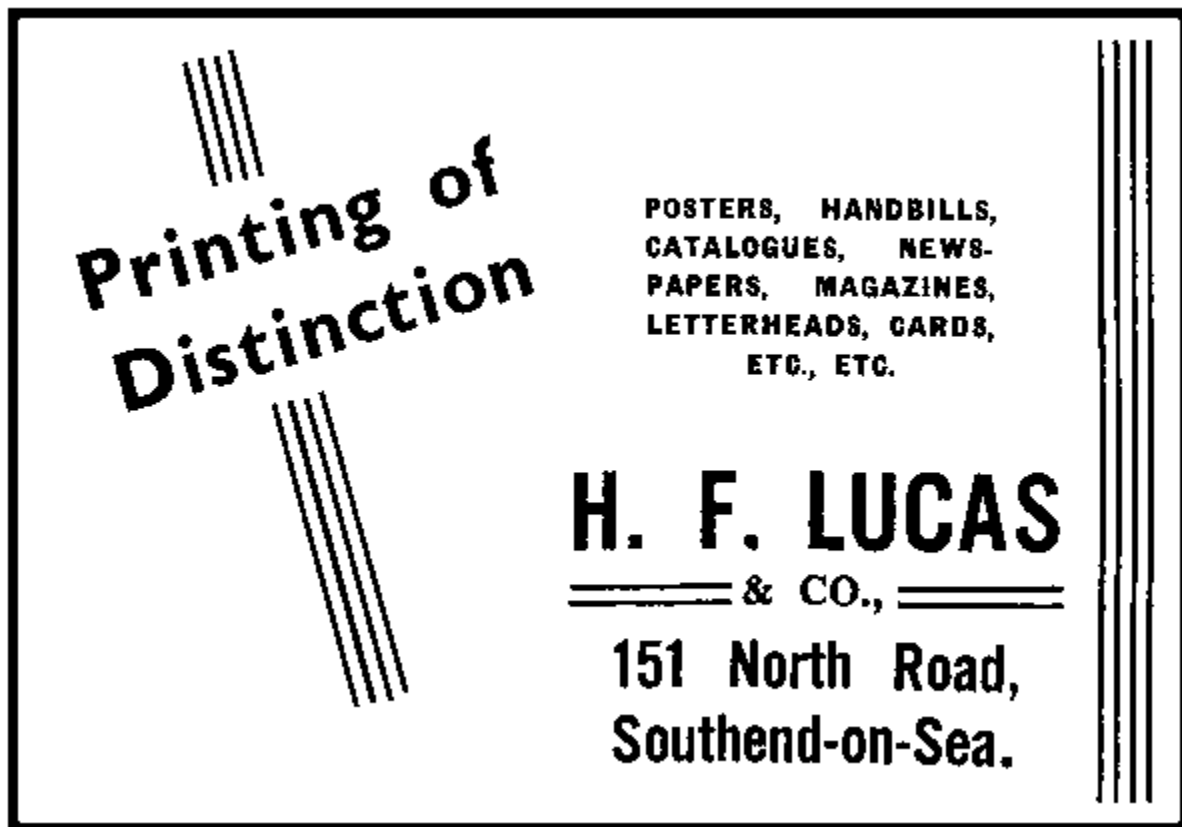 Printing of
Distinction
POSTERS, HANDBILLS,
CATALOGUES, NEWS-
PAPERS, MAGAZINES,
LETTERHEADS, CARDS,
ETC., ETC.
H. F. LUCAS
& CO.,
151 North Road,
Southend-on-Sea.